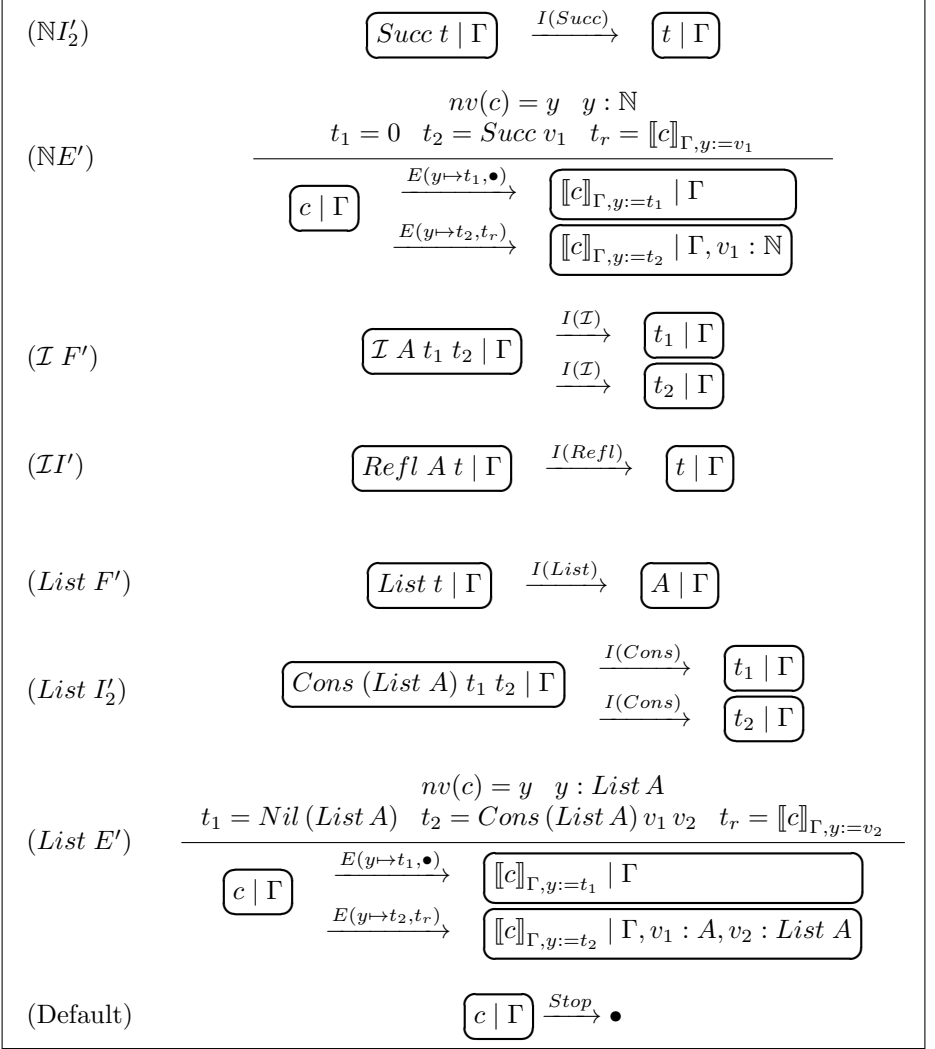 (ℕI′₂) Succ t | Γ —I(Succ)→ t | Γ
nv(c) = y y : ℕ
t₁ = 0 t₂ = Succ v₁ tᵣ = ⟦c⟧_{Γ,y:=v₁}
(ℕE′)
c | Γ —E(y↦t₁,•)→ ⟦c⟧_{Γ,y:=t₁} | Γ
—E(y↦t₂,tᵣ)→ ⟦c⟧_{Γ,y:=t₂} | Γ, v₁ : ℕ
(ℐ F′) ℐ A t₁ t₂ | Γ —I(ℐ)→ t₁ | Γ
—I(ℐ)→ t₂ | Γ
(ℐI′) Refl A t | Γ —I(Refl)→ t | Γ
(List F′) List t | Γ —I(List)→ A | Γ
(List I′₂) Cons (List A) t₁ t₂ | Γ —I(Cons)→ t₁ | Γ
—I(Cons)→ t₂ | Γ
nv(c) = y y : List A
t₁ = Nil (List A) t₂ = Cons (List A) v₁ v₂ tᵣ = ⟦c⟧_{Γ,y:=v₂}
(List E′)
c | Γ —E(y↦t₁,•)→ ⟦c⟧_{Γ,y:=t₁} | Γ
—E(y↦t₂,tᵣ)→ ⟦c⟧_{Γ,y:=t₂} | Γ, v₁ : A, v₂ : List A
(Default) c | Γ —Stop→ •